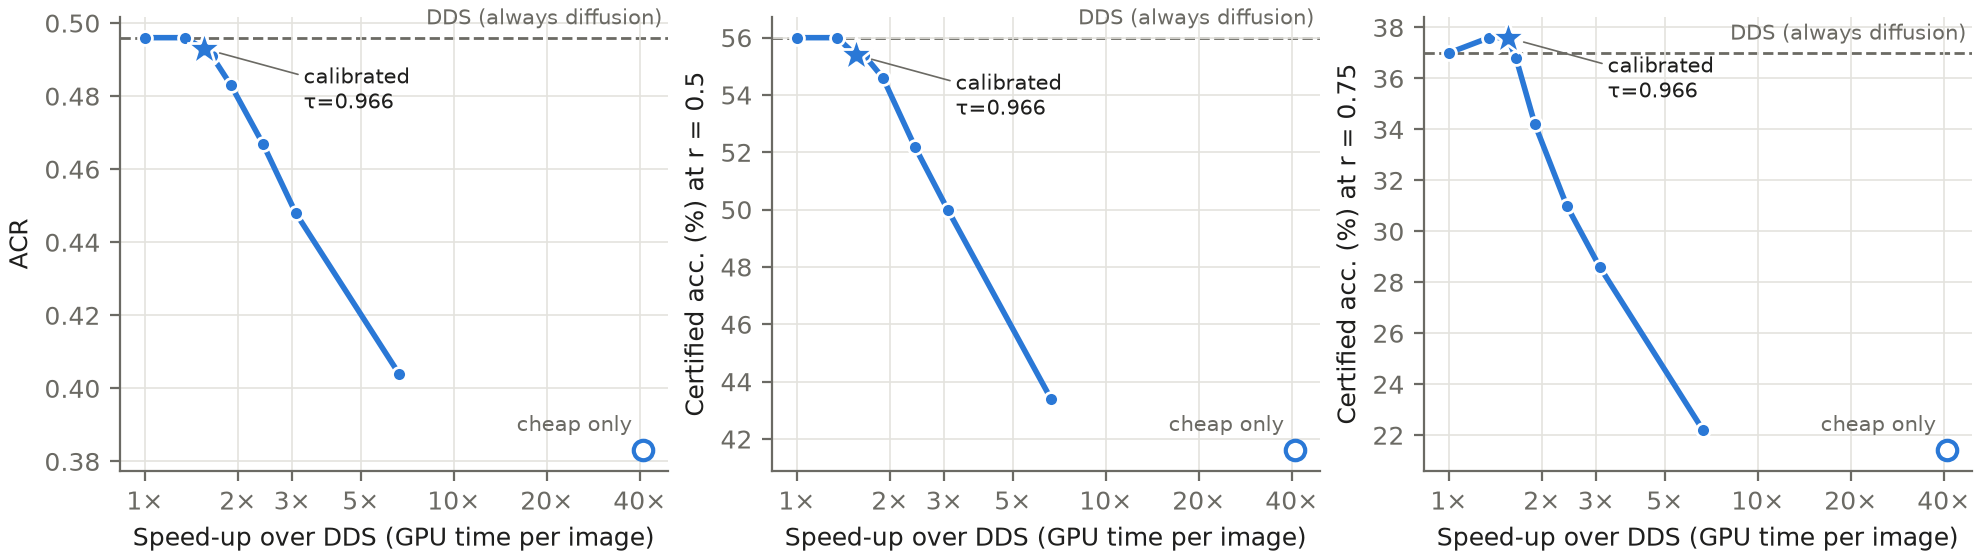 DDS (always diffusion)
calibrated
τ=0.966
cheap only
0.50
0.48
0.46
0.44
0.42
0.40
0.38
ACR
1×
2×
3×
5×
10×
20×
40×
Speed-up over DDS (GPU time per image)
DDS (always diffusion)
calibrated
τ=0.966
cheap only
56
54
52
50
48
46
44
42
Certified acc. (%) at r = 0.5
1×
2×
3×
5×
10×
20×
40×
Speed-up over DDS (GPU time per image)
DDS (always diffusion)
calibrated
τ=0.966
cheap only
38
36
34
32
30
28
26
24
22
Certified acc. (%) at r = 0.75
1×
2×
3×
5×
10×
20×
40×
Speed-up over DDS (GPU time per image)